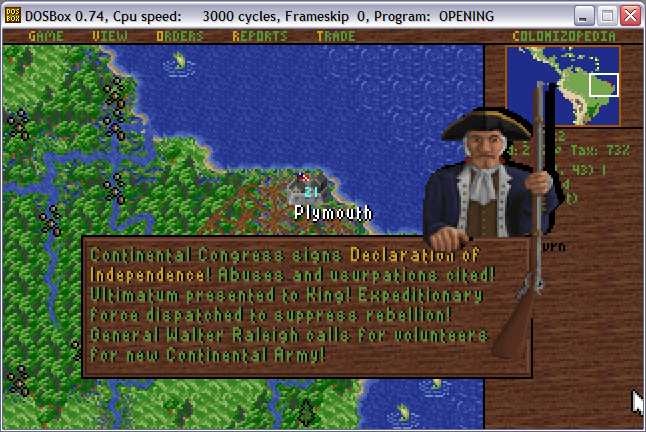 DOSBox 0.74, Cpu speed: 3000 cycles, Frameskip 0, Program: OPENING
GAME VIEW ORDERS REPORTS TRADE COLONIZOPEDIA
Tax: 73%
43)
21
Plymouth
Continental Congress signs Declaration of
Independence! Abuses and usurpations cited!
Ultimatum presented to King! Expeditionary
force dispatched to suppress rebellion!
General Walter Raleigh calls for volunteers
for new Continental Army!